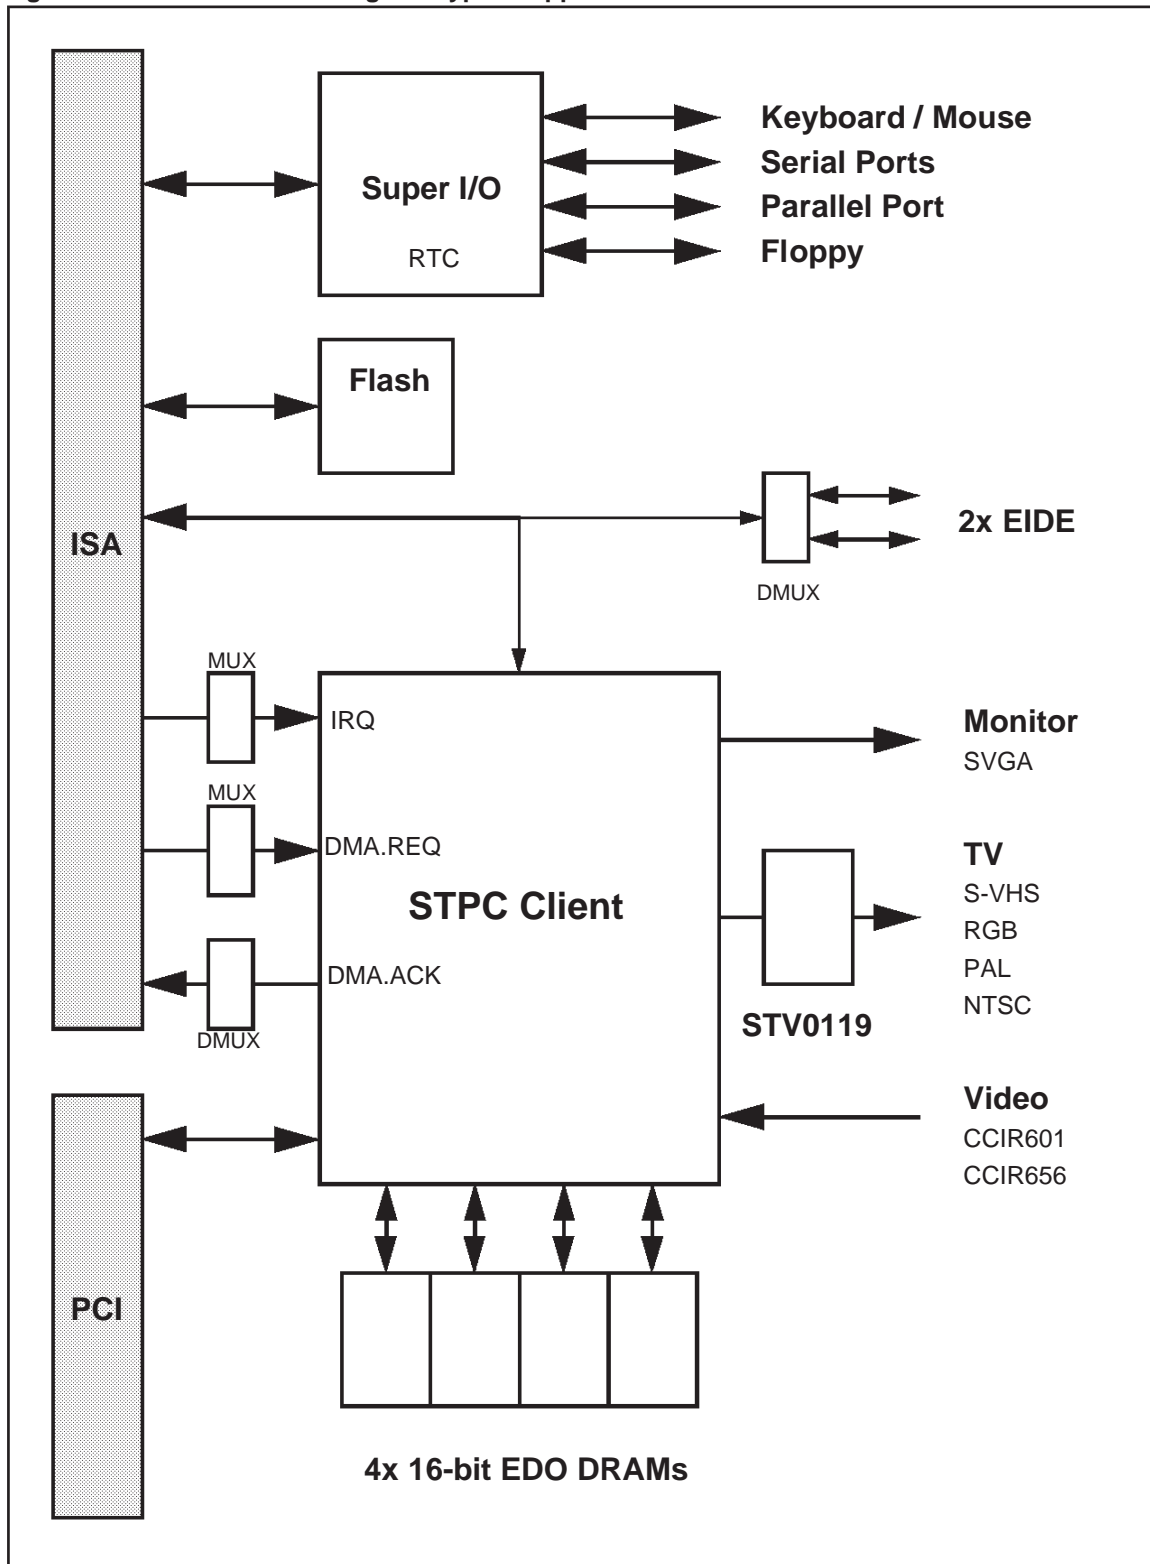 Keyboard / Mouse
Serial Ports
Super I/O
Parallel Port
RTC
Floppy
Flash
ISA
2x EIDE
DMUX
MUX
IRQ
Monitor
SVGA
MUX
DMA.REQ
TV
STPC Client
S-VHS
RGB
PAL
DMA.ACK
NTSC
STV0119
DMUX
Video
CCIR601
CCIR656
PCI
4x 16-bit EDO DRAMs